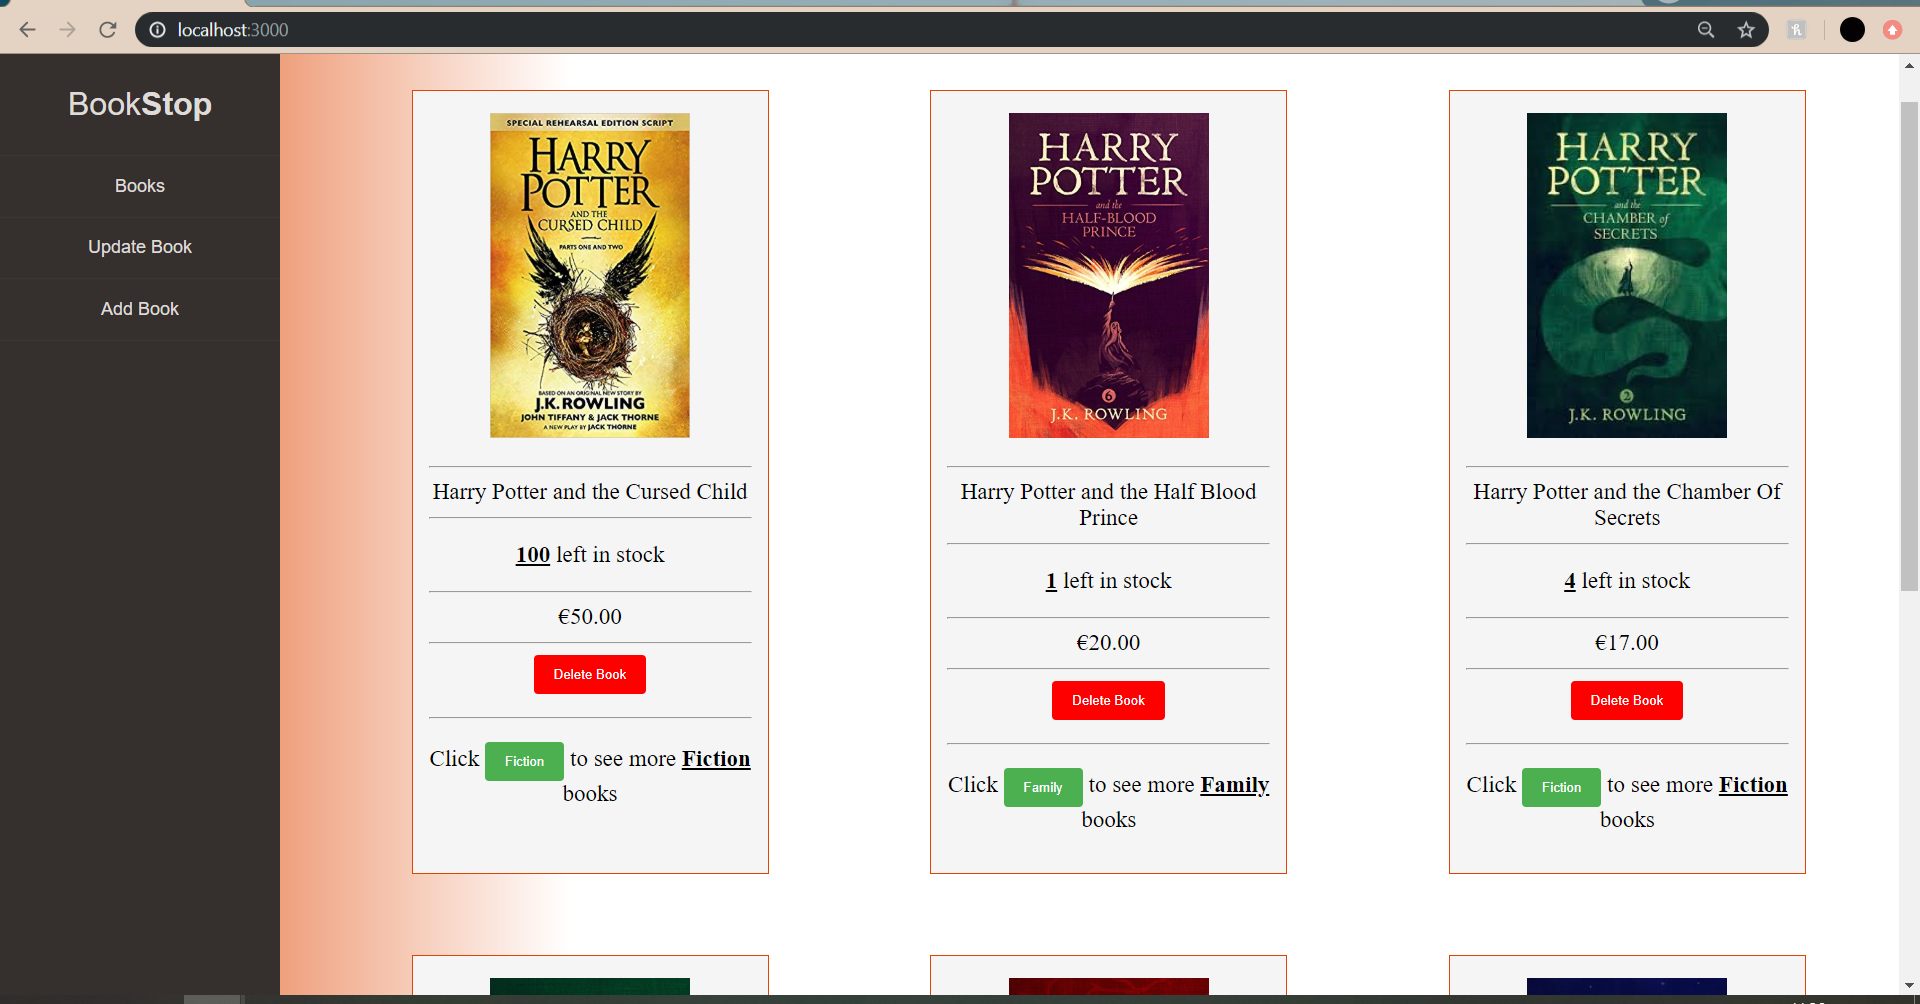 localhost:3000
BookStop
Books
Update Book
Add Book
SPECIAL REHEARSAL EDITION SCRIPT
HARRY
POTTER
AND THE
CURSED CHILD
PARTS ONE AND TWO
BASED ON AN ORIGINAL NEW STORY BY
J.K. ROWLING
JOHN TIFFANY & JACK THORNE
A NEW PLAY BY JACK THORNE
Harry Potter and the Cursed Child
100 left in stock
€50.00
Delete Book
Click Fiction to see more Fiction
books
HARRY
POTTER
and the
HALF-BLOOD
PRINCE
6
J.K. ROWLING
Harry Potter and the Half Blood
Prince
1 left in stock
€20.00
Delete Book
Click Family to see more Family
books
HARRY
POTTER
and the
CHAMBER of
SECRETS
2
J.K. ROWLING
Harry Potter and the Chamber Of
Secrets
4 left in stock
€17.00
Delete Book
Click Fiction to see more Fiction
books